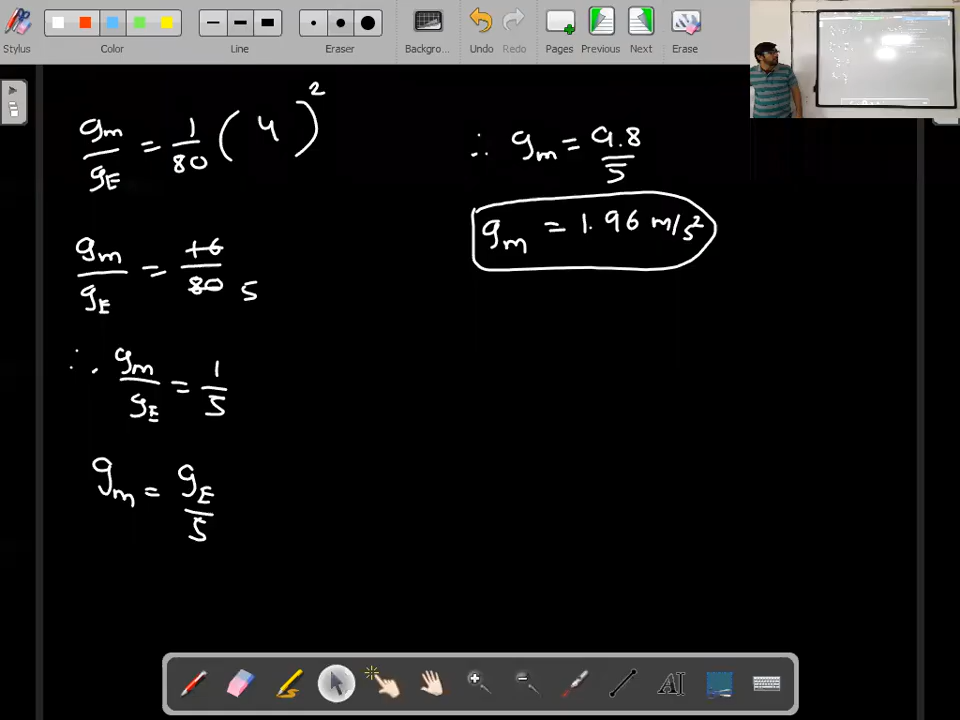 Stylus
Color
Line
Eraser
Backgro...
Undo
Redo
Pages
Previous
Next
Erase
gm/gE = 1/80 ( 4 )²
gm/gE = 16/80 5
∴ gm/gE = 1/5
gm = gE/5
∴ gm = 9.8/5
gm = 1.96 m/s²
AI